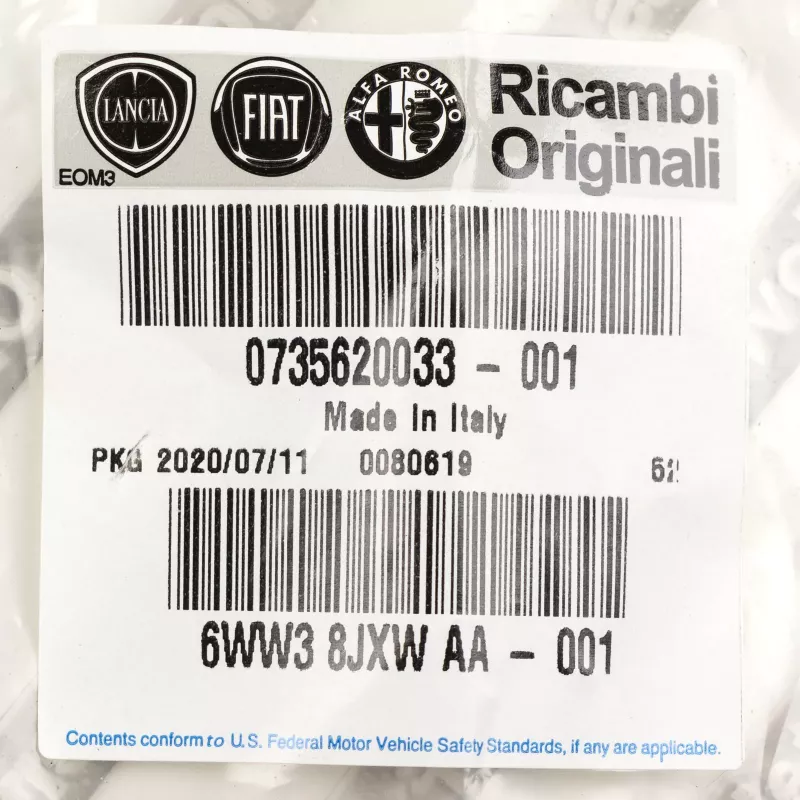 LANCIA
FIAT
ALFA ROMEO
Ricambi
Originali
EOM3
0735620033 - 001
Made In Italy
PKG 2020/07/11 0080619
6WW3 8JXW AA - 001
Contents conform to U.S. Federal Motor Vehicle Safety Standards, if any are applicable.